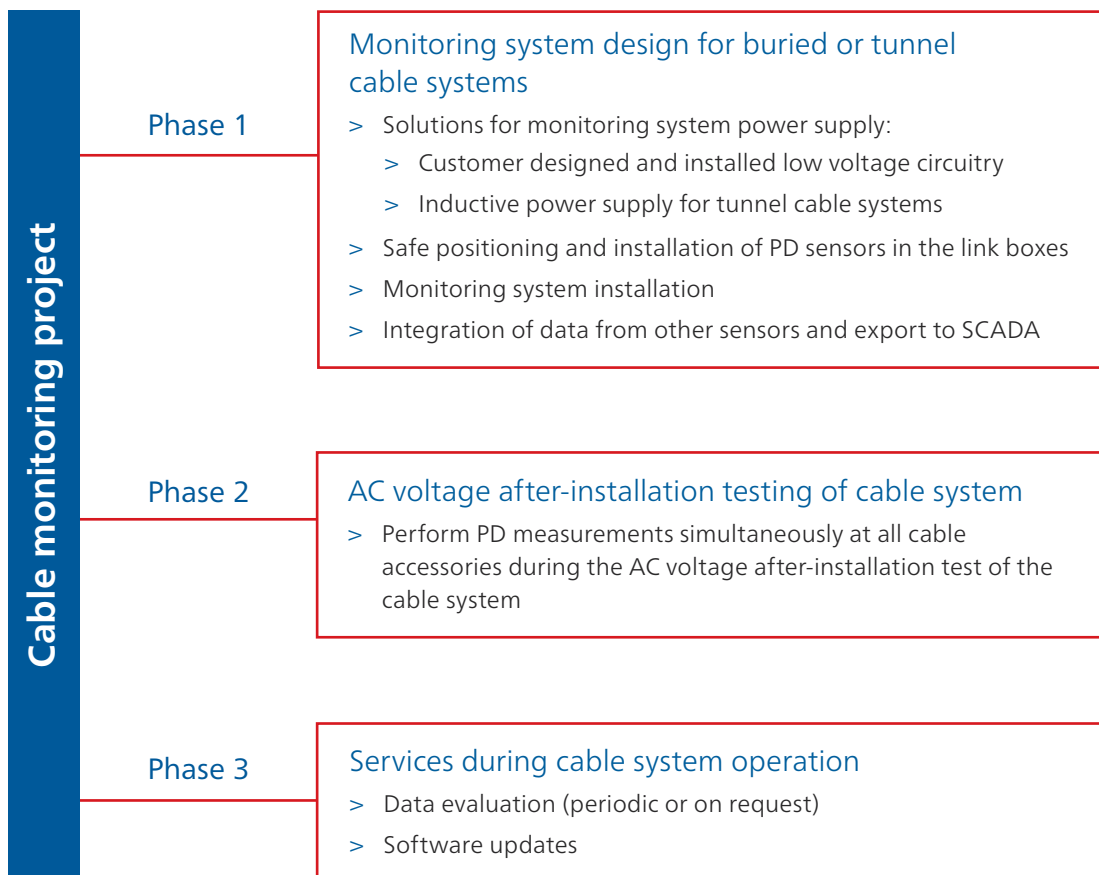 Cable monitoring project
Phase 1
Monitoring system design for buried or tunnel
cable systems
> Solutions for monitoring system power supply:
> Customer designed and installed low voltage circuitry
> Inductive power supply for tunnel cable systems
> Safe positioning and installation of PD sensors in the link boxes
> Monitoring system installation
> Integration of data from other sensors and export to SCADA
Phase 2
AC voltage after-installation testing of cable system
> Perform PD measurements simultaneously at all cable
accessories during the AC voltage after-installation test of the
cable system
Phase 3
Services during cable system operation
> Data evaluation (periodic or on request)
> Software updates